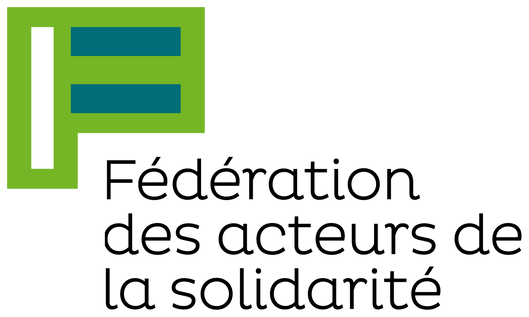 Fédération
des acteurs de
la solidarité